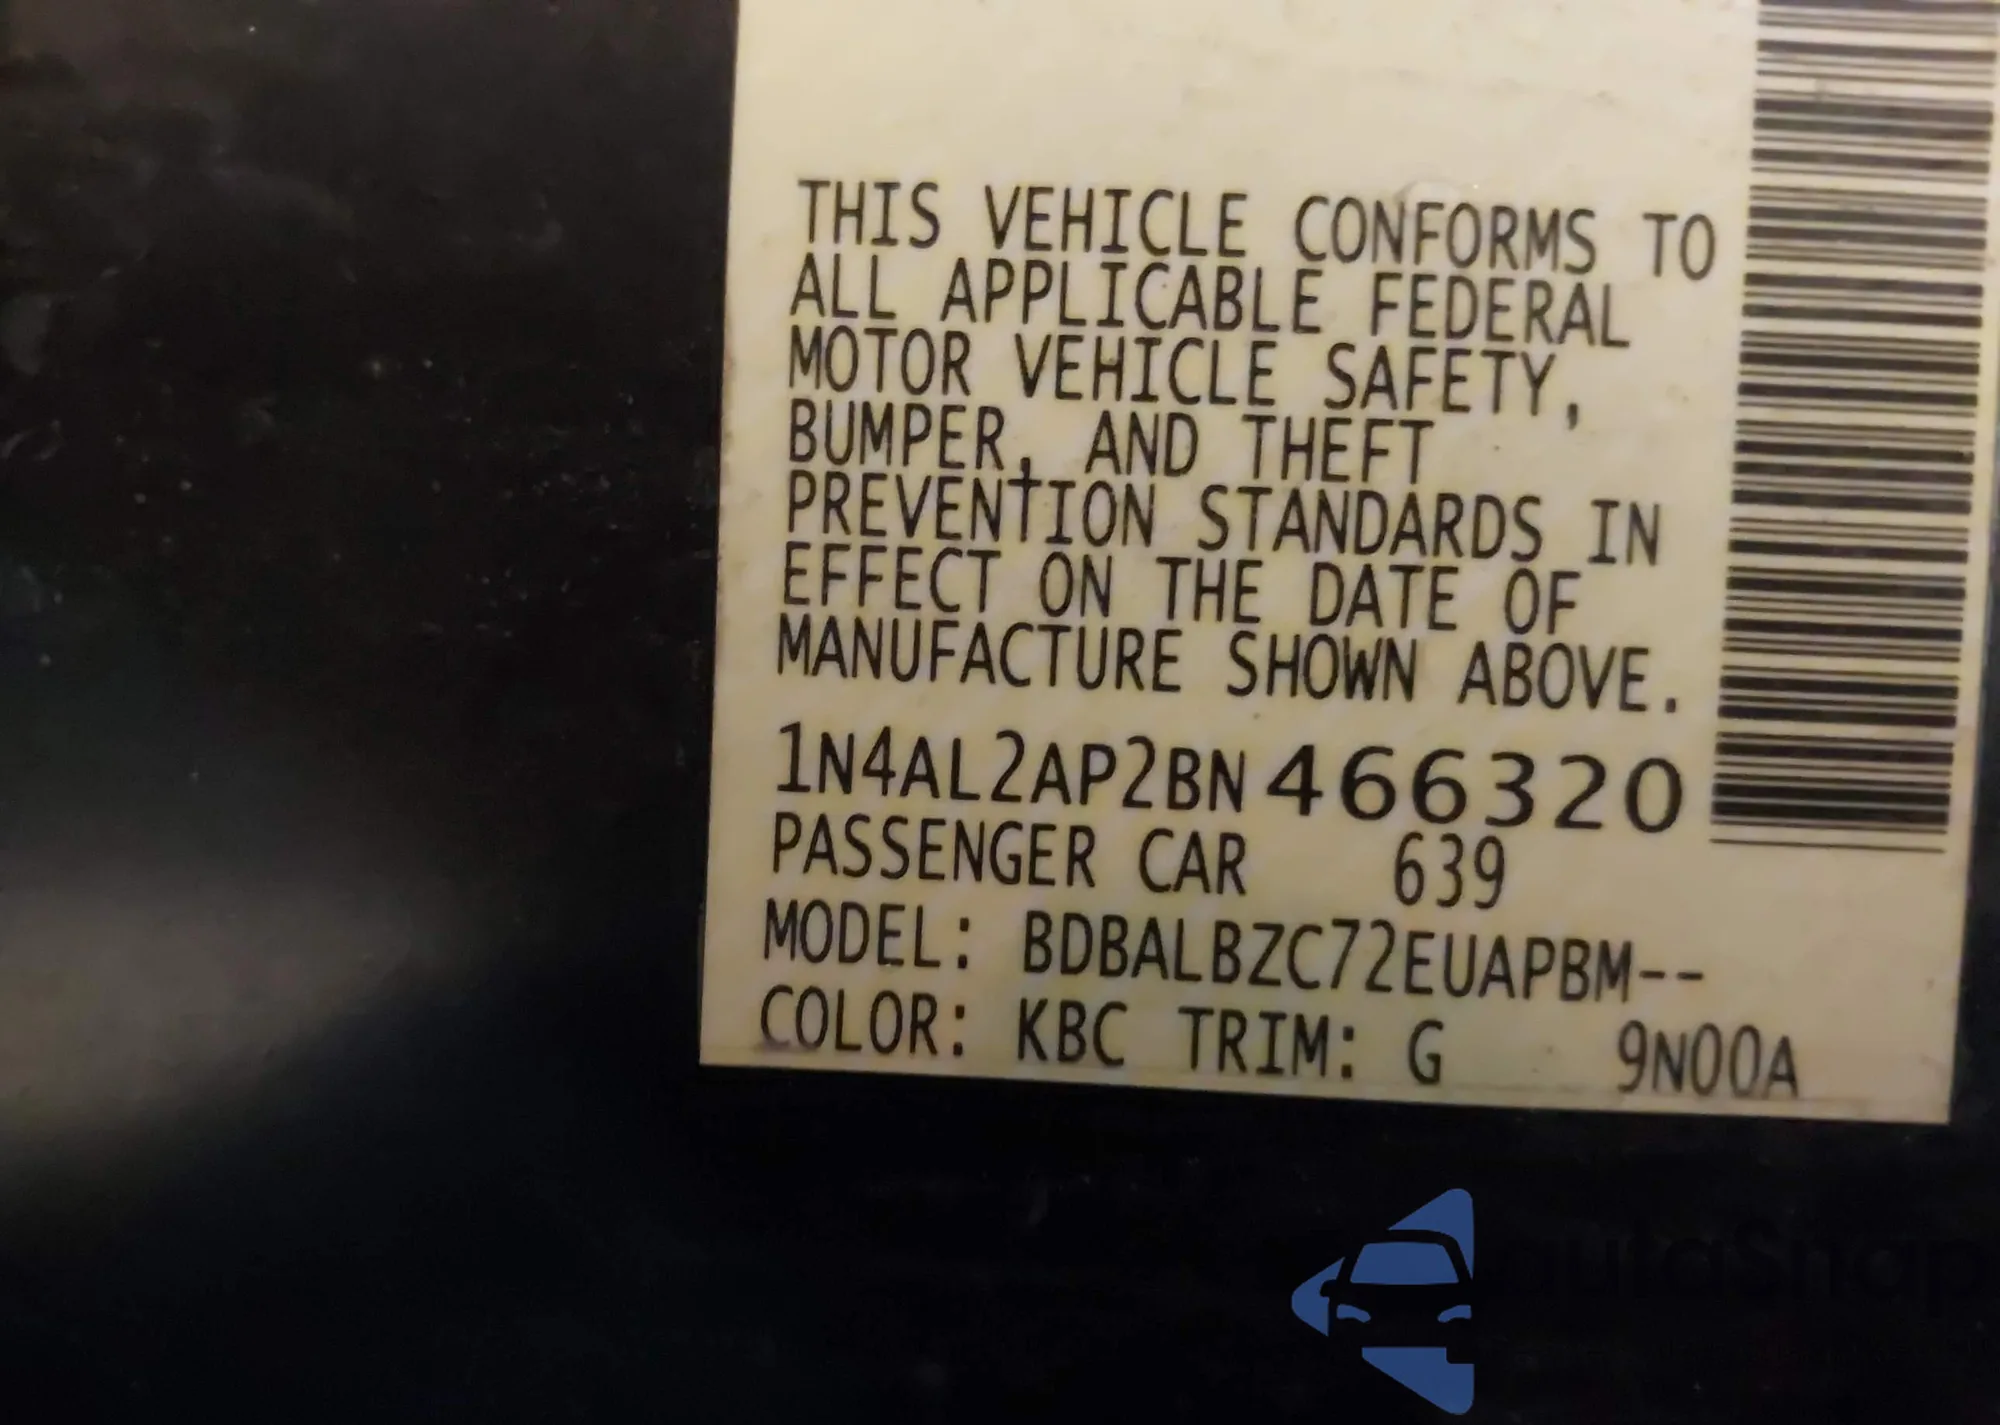 THIS VEHICLE CONFORMS TO
ALL APPLICABLE FEDERAL
MOTOR VEHICLE SAFETY,
BUMPER, AND THEFT
PREVENTION STANDARDS IN
EFFECT ON THE DATE OF
MANUFACTURE SHOWN ABOVE.
1N4AL2AP2BN466320
PASSENGER CAR 639
MODEL: BDBALBZC72EUAPBM--
COLOR: KBC TRIM: G 9N00A